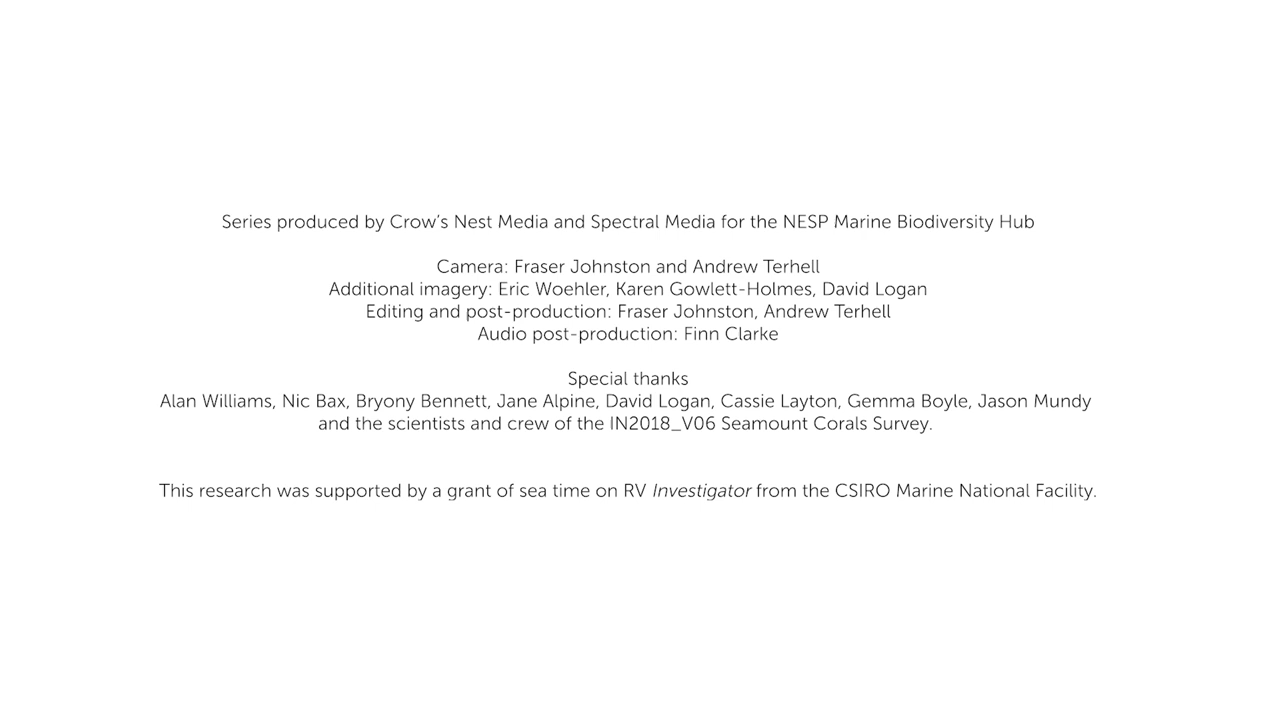 Series produced by Crow's Nest Media and Spectral Media for the NESP Marine Biodiversity Hub
Camera: Fraser Johnston and Andrew Terhell
Additional imagery: Eric Woehler, Karen Gowlett-Holmes, David Logan
Editing and post-production: Fraser Johnston, Andrew Terhell
Audio post-production: Finn Clarke
Special thanks
Alan Williams, Nic Bax, Bryony Bennett, Jane Alpine, David Logan, Cassie Layton, Gemma Boyle, Jason Mundy
and the scientists and crew of the IN2018_V06 Seamount Corals Survey.
This research was supported by a grant of sea time on RV Investigator from the CSIRO Marine National Facility.